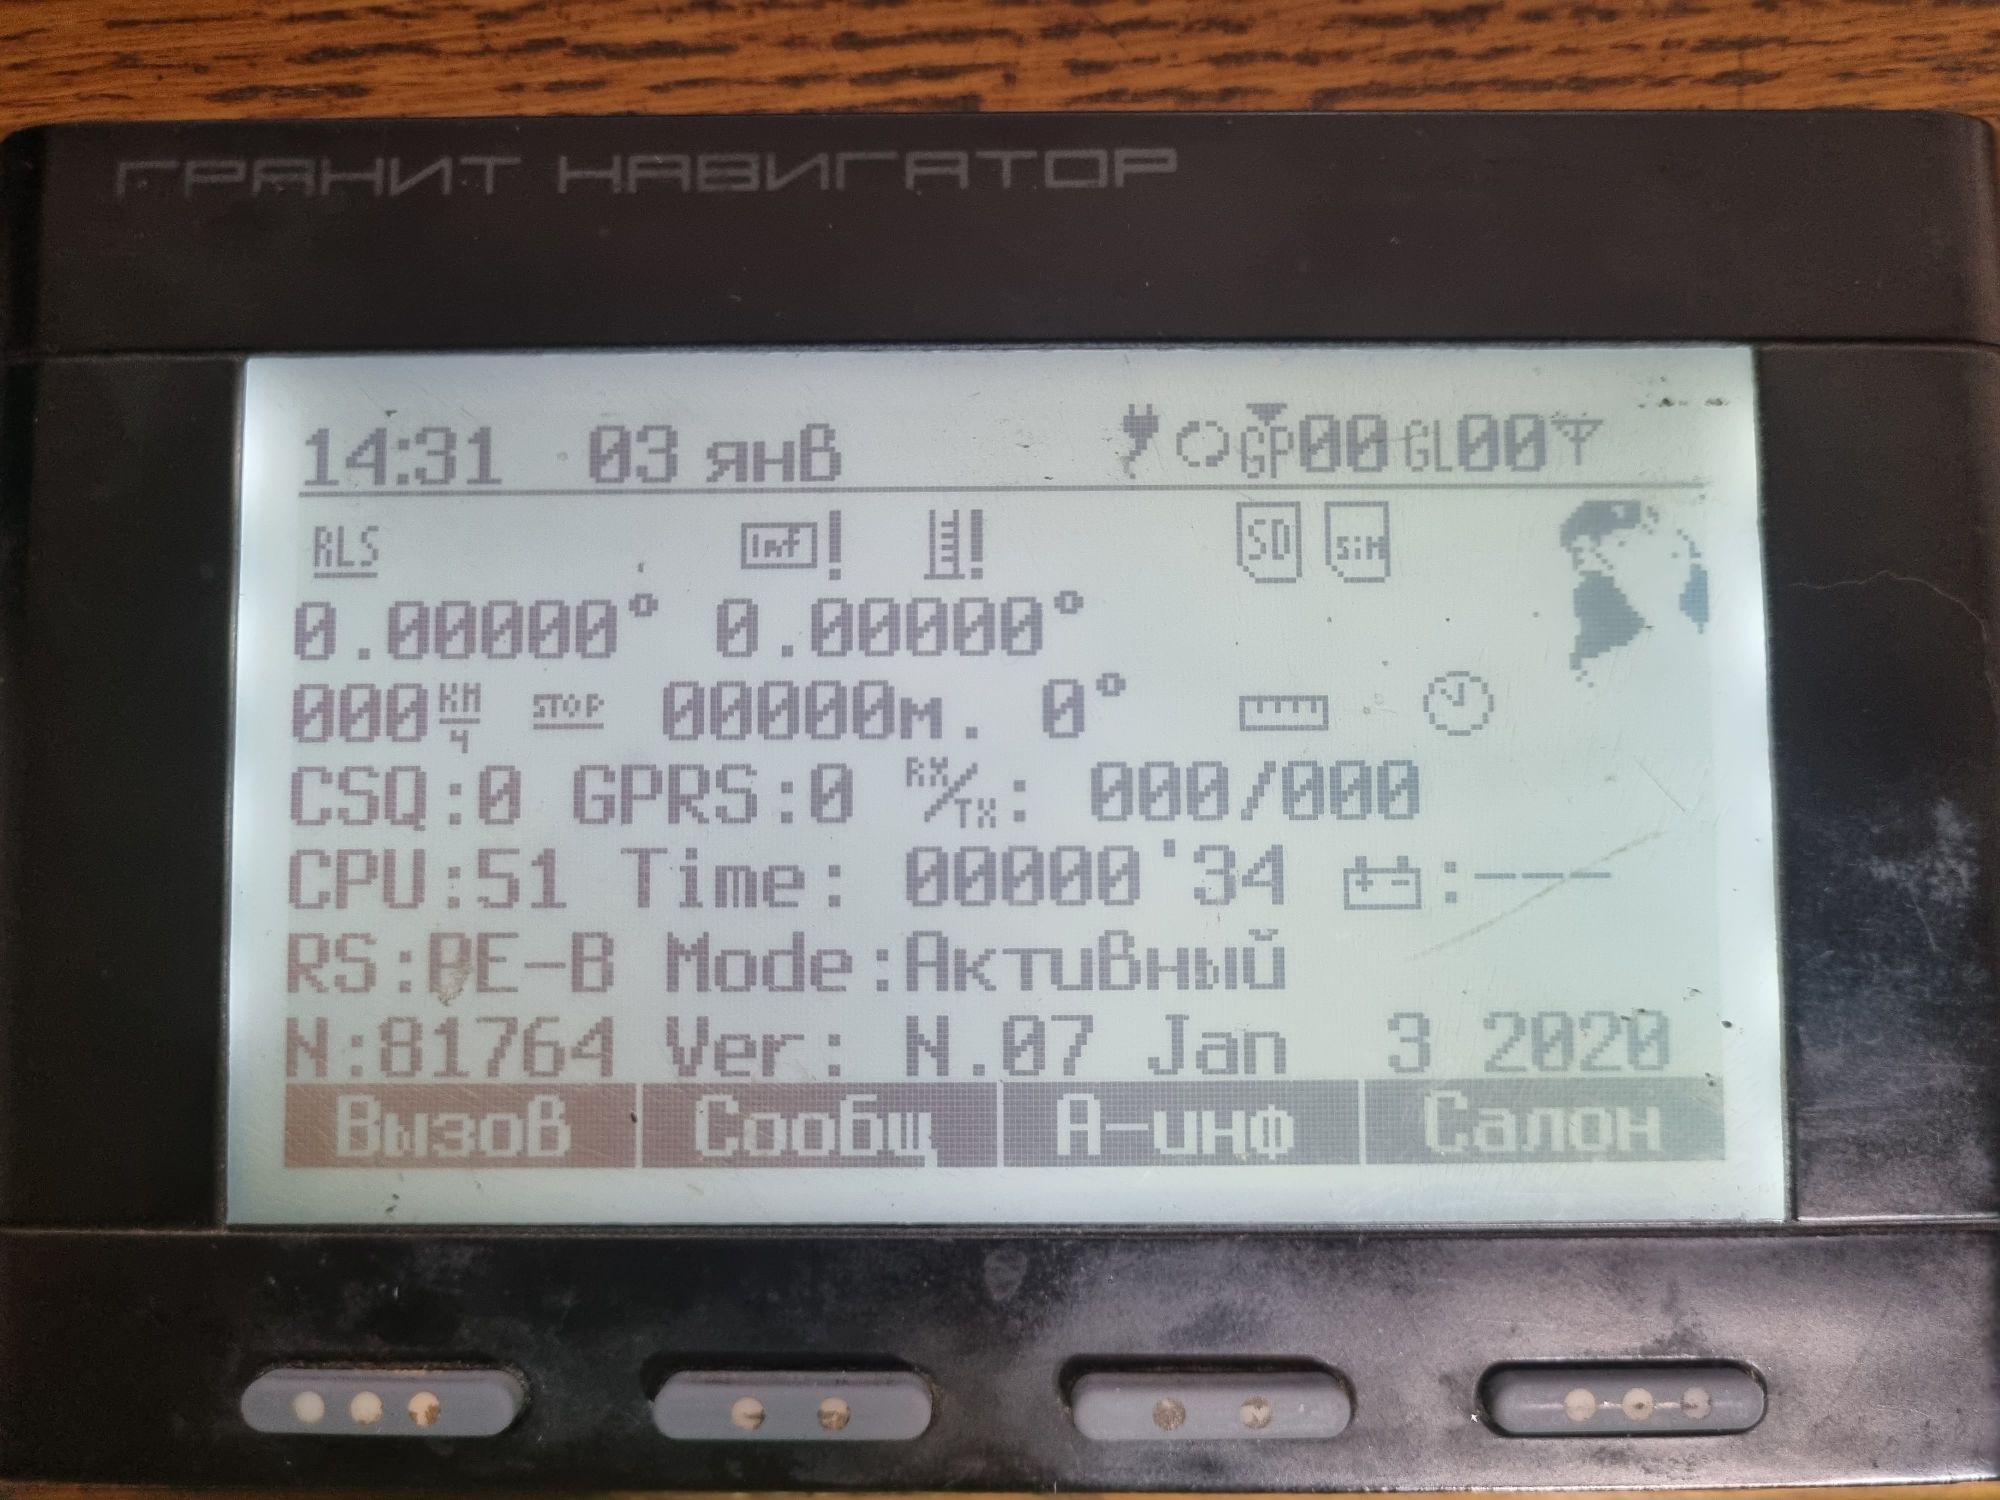 ГРАНИТ НАВИГАТОР
14:31 03 янв GP00 GL00
RLS Inf! ! SD SiM
0.00000° 0.00000°
000 км/ч STOP 00000м. 0°
CSQ:0 GPRS:0 RX/TX: 000/000
CPU:51 Time: 00000'34 :---
RS:PE-B Mode:Активный
N:81764 Ver: N.07 Jan 3 2020
Вызов Сообщ А-инф Салон